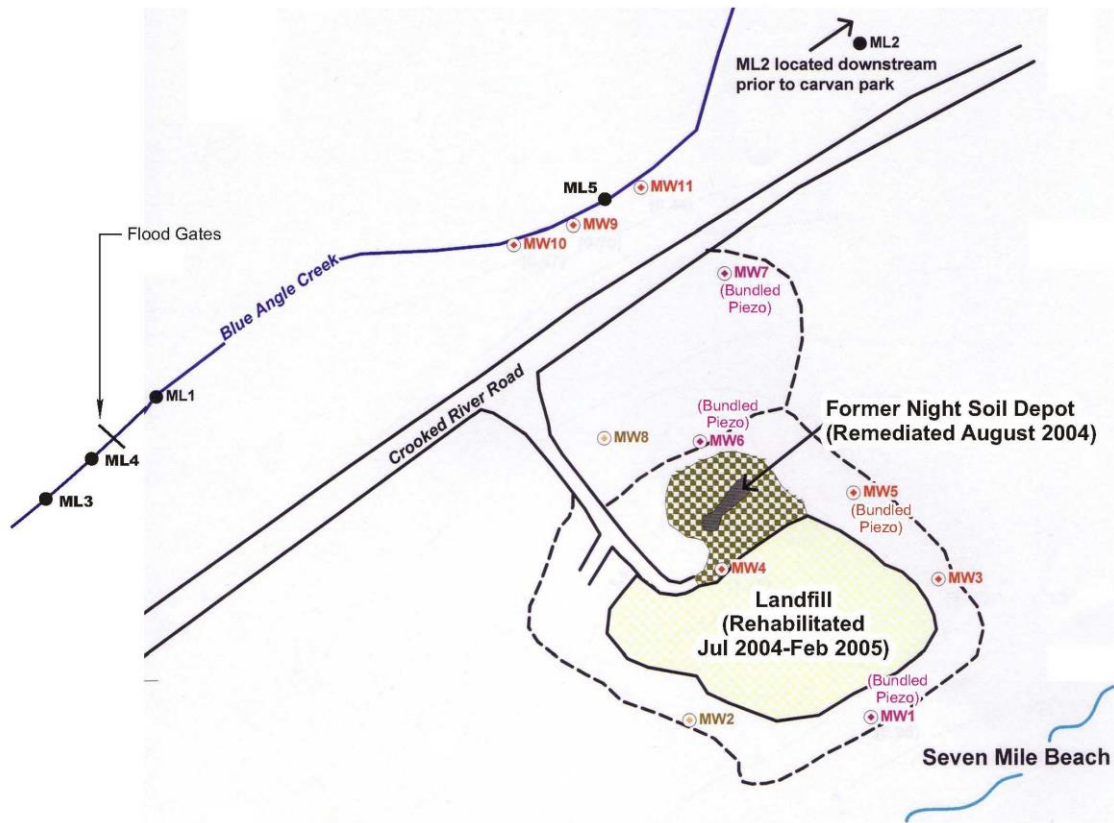 ML2
ML2 located downstream
prior to carvan park
ML5
MW11
MW9
MW10
Flood Gates
Blue Angle Creek
MW7
(Bundled
Piezo)
ML1
ML4
ML3
Crooked River Road
(Bundled
Piezo)
MW6
MW8
Former Night Soil Depot
(Remediated August 2004)
MW5
(Bundled
Piezo)
MW4
MW3
Landfill
(Rehabilitated
Jul 2004-Feb 2005)
(Bundled
Piezo)
MW1
MW2
Seven Mile Beach